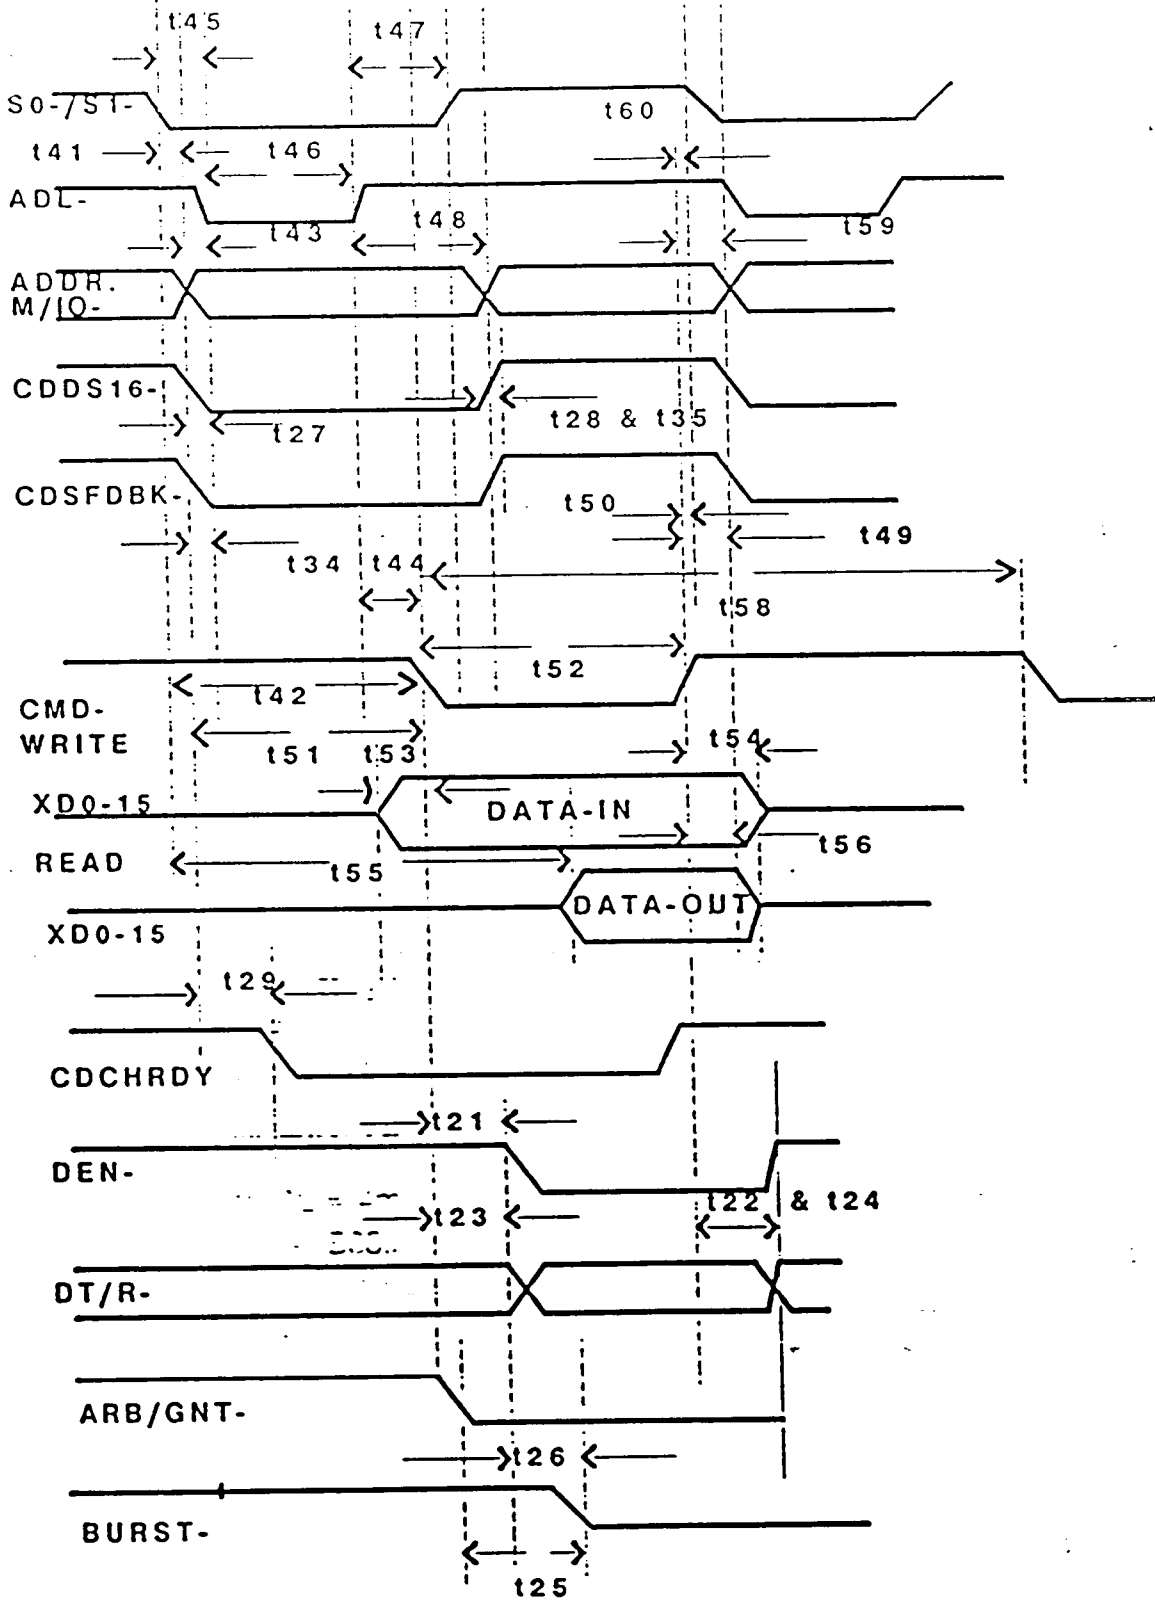 t45
t47
S0-/S1-
t60
t41
t46
ADL-
t43
t48
t59
ADDR.
M/IO-
CDDS16-
t27
t28 & t35
CDSFDBK-
t50
t49
t34
t44
t58
t52
t42
CMD-
WRITE
t51
t53
t54
XD0-15
DATA-IN
t56
READ
t55
DATA-OUT
XD0-15
t29
CDCHRDY
t21
DEN-
t22 & t24
t23
DT/R-
ARB/GNT-
t26
BURST-
t25